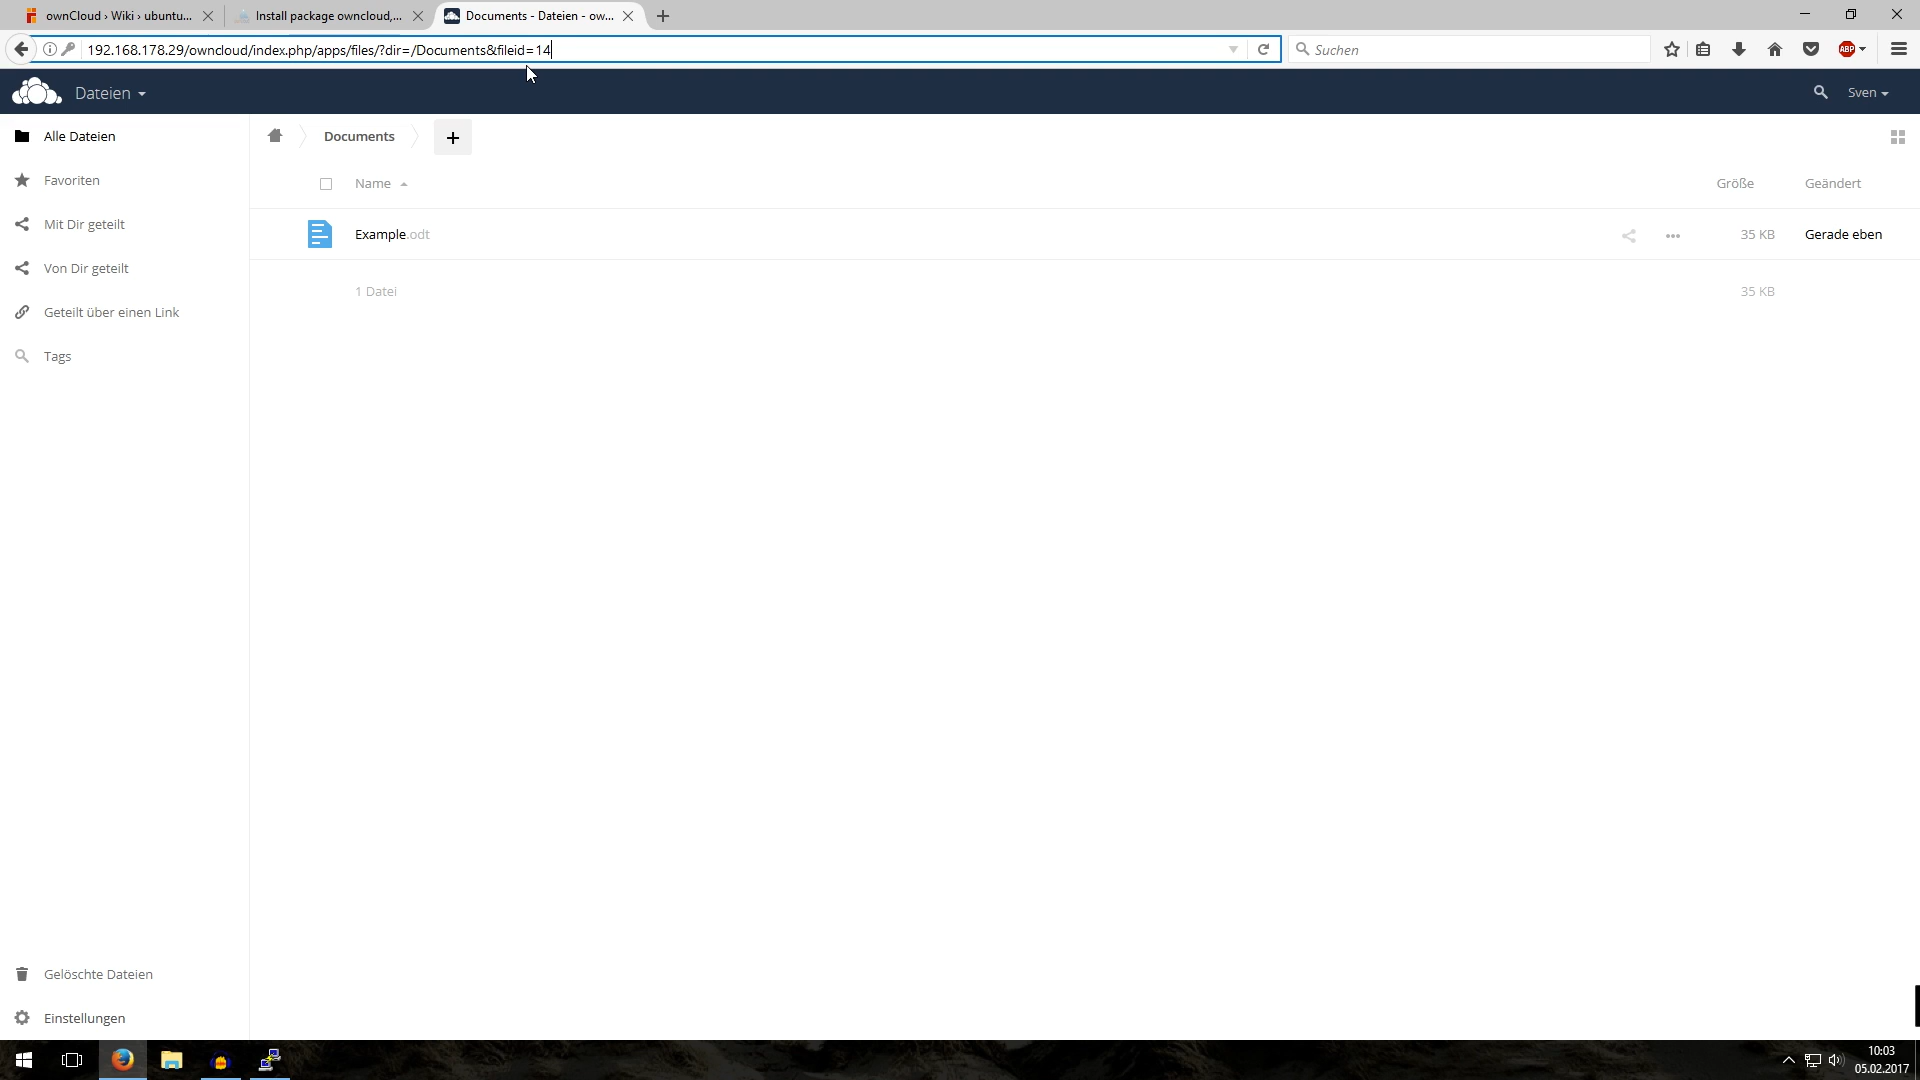 ownCloud › Wiki › ubuntu...
Install package owncloud,...
Documents - Dateien - ow...
192.168.178.29/owncloud/index.php/apps/files/?dir=/Documents&fileid=14
Suchen
ABP
Dateien
Sven
Alle Dateien
Documents
+
Favoriten
Name
Größe
Geändert
Mit Dir geteilt
Example.odt
35 KB
Gerade eben
Von Dir geteilt
1 Datei
35 KB
Geteilt über einen Link
Tags
Gelöschte Dateien
Einstellungen
10:03
05.02.2017